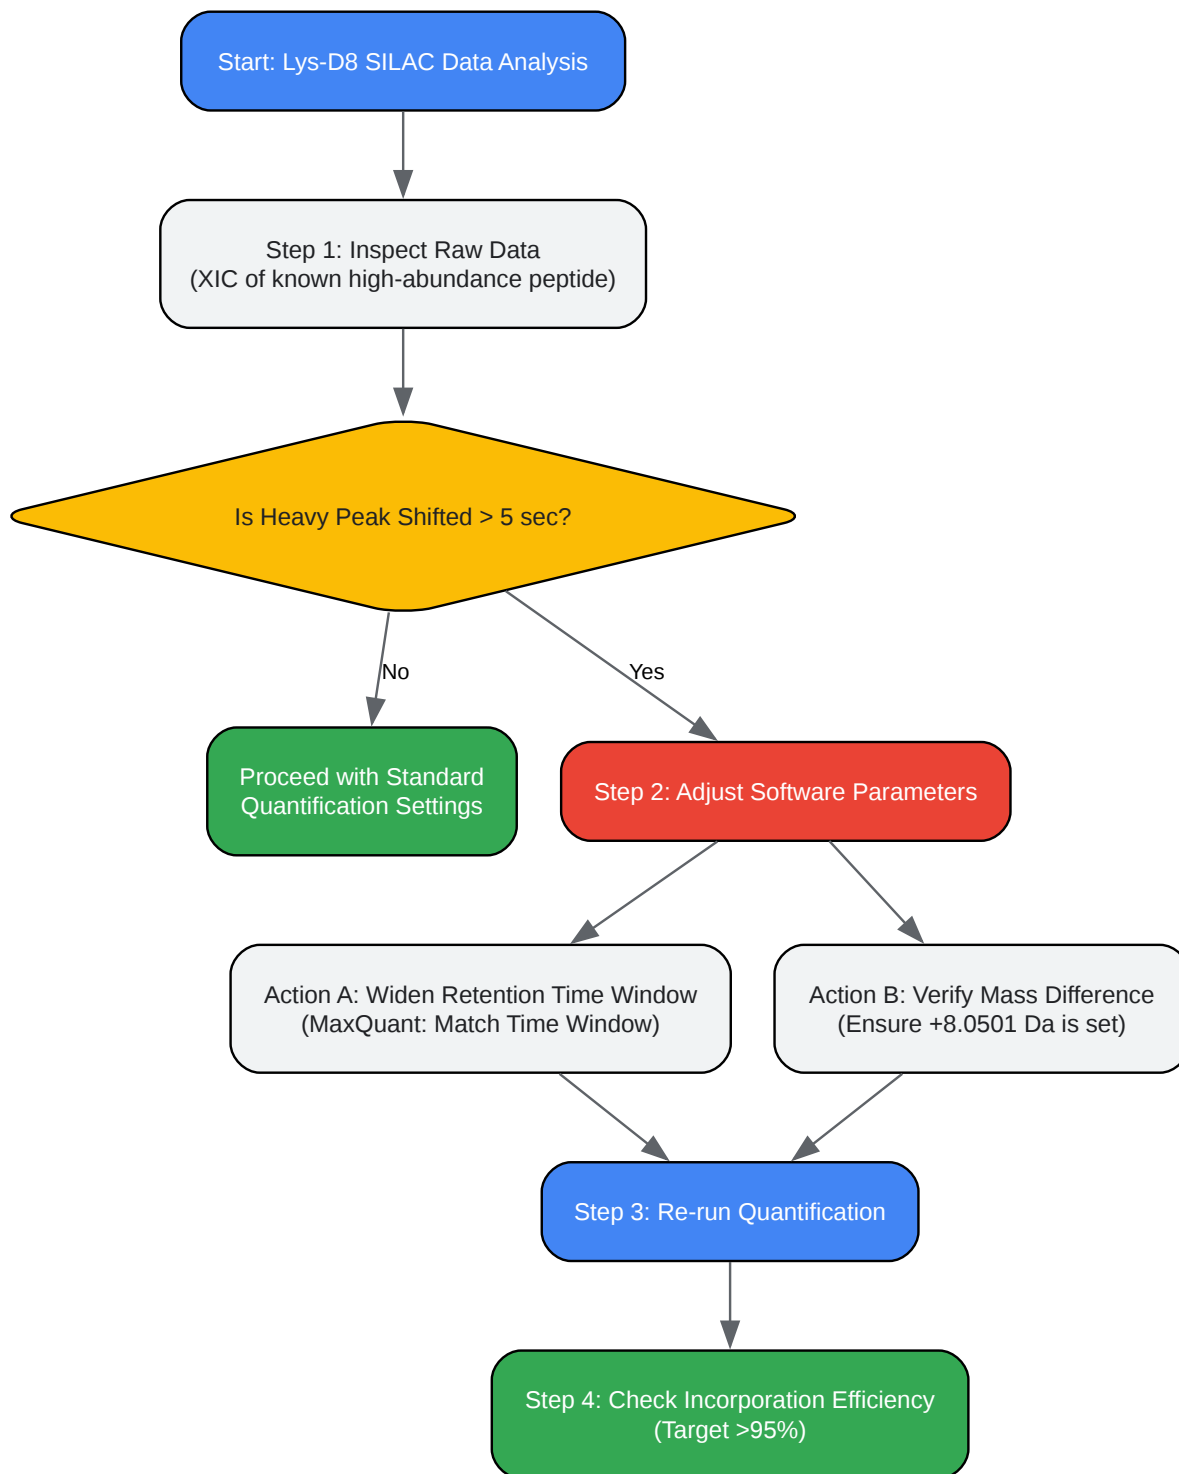 Start: Lys-D8 SILAC Data Analysis
Step 1: Inspect Raw Data
(XIC of known high-abundance peptide)
Is Heavy Peak Shifted > 5 sec?
No
Yes
Proceed with Standard
Quantification Settings
Step 2: Adjust Software Parameters
Action A: Widen Retention Time Window
(MaxQuant: Match Time Window)
Action B: Verify Mass Difference
(Ensure +8.0501 Da is set)
Step 3: Re-run Quantification
Step 4: Check Incorporation Efficiency
(Target >95%)